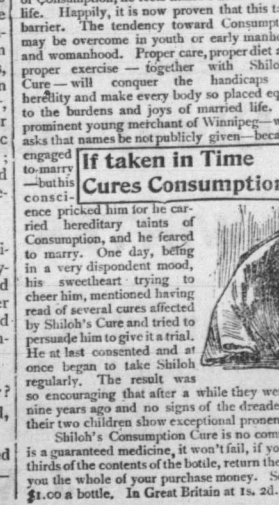 life. Happily, it is now proven that this t
barrier. The tendency toward Consump
may be overcome in youth or early manho
and womanhood. Proper care, proper diet a
proper exercise — together with Shilo
Cure — will conquer the handicaps
heredity and make every body so placed eq
to the burdens and joys of married life.
prominent young merchant of Winnipeg—w
asks that names be not publicly given—beca
engaged
to-marry
—but his
consci-
If taken in Time
Cures Consumption
ence pricked him for he car-
ried hereditary taints of
Consumption, and he feared
to marry. One day, being
in a very dispondent mood,
his sweetheart trying to
cheer him, mentioned having
read of several cures affected
by Shiloh's Cure and tried to
persuade him to give it a trial.
He at last consented and at
once began to take Shiloh
regularly. The result was
so encouraging that after a while they we
nine years ago and no signs of the dreade
their two children show exceptional pronen
Shiloh's Consumption Cure is no com
is a guaranteed medicine, it won't fail, if yo
thirds of the contents of the bottle, return the
you the whole of your purchase money. S
$1.00 a bottle. In Great Britain at 1s. 2d.